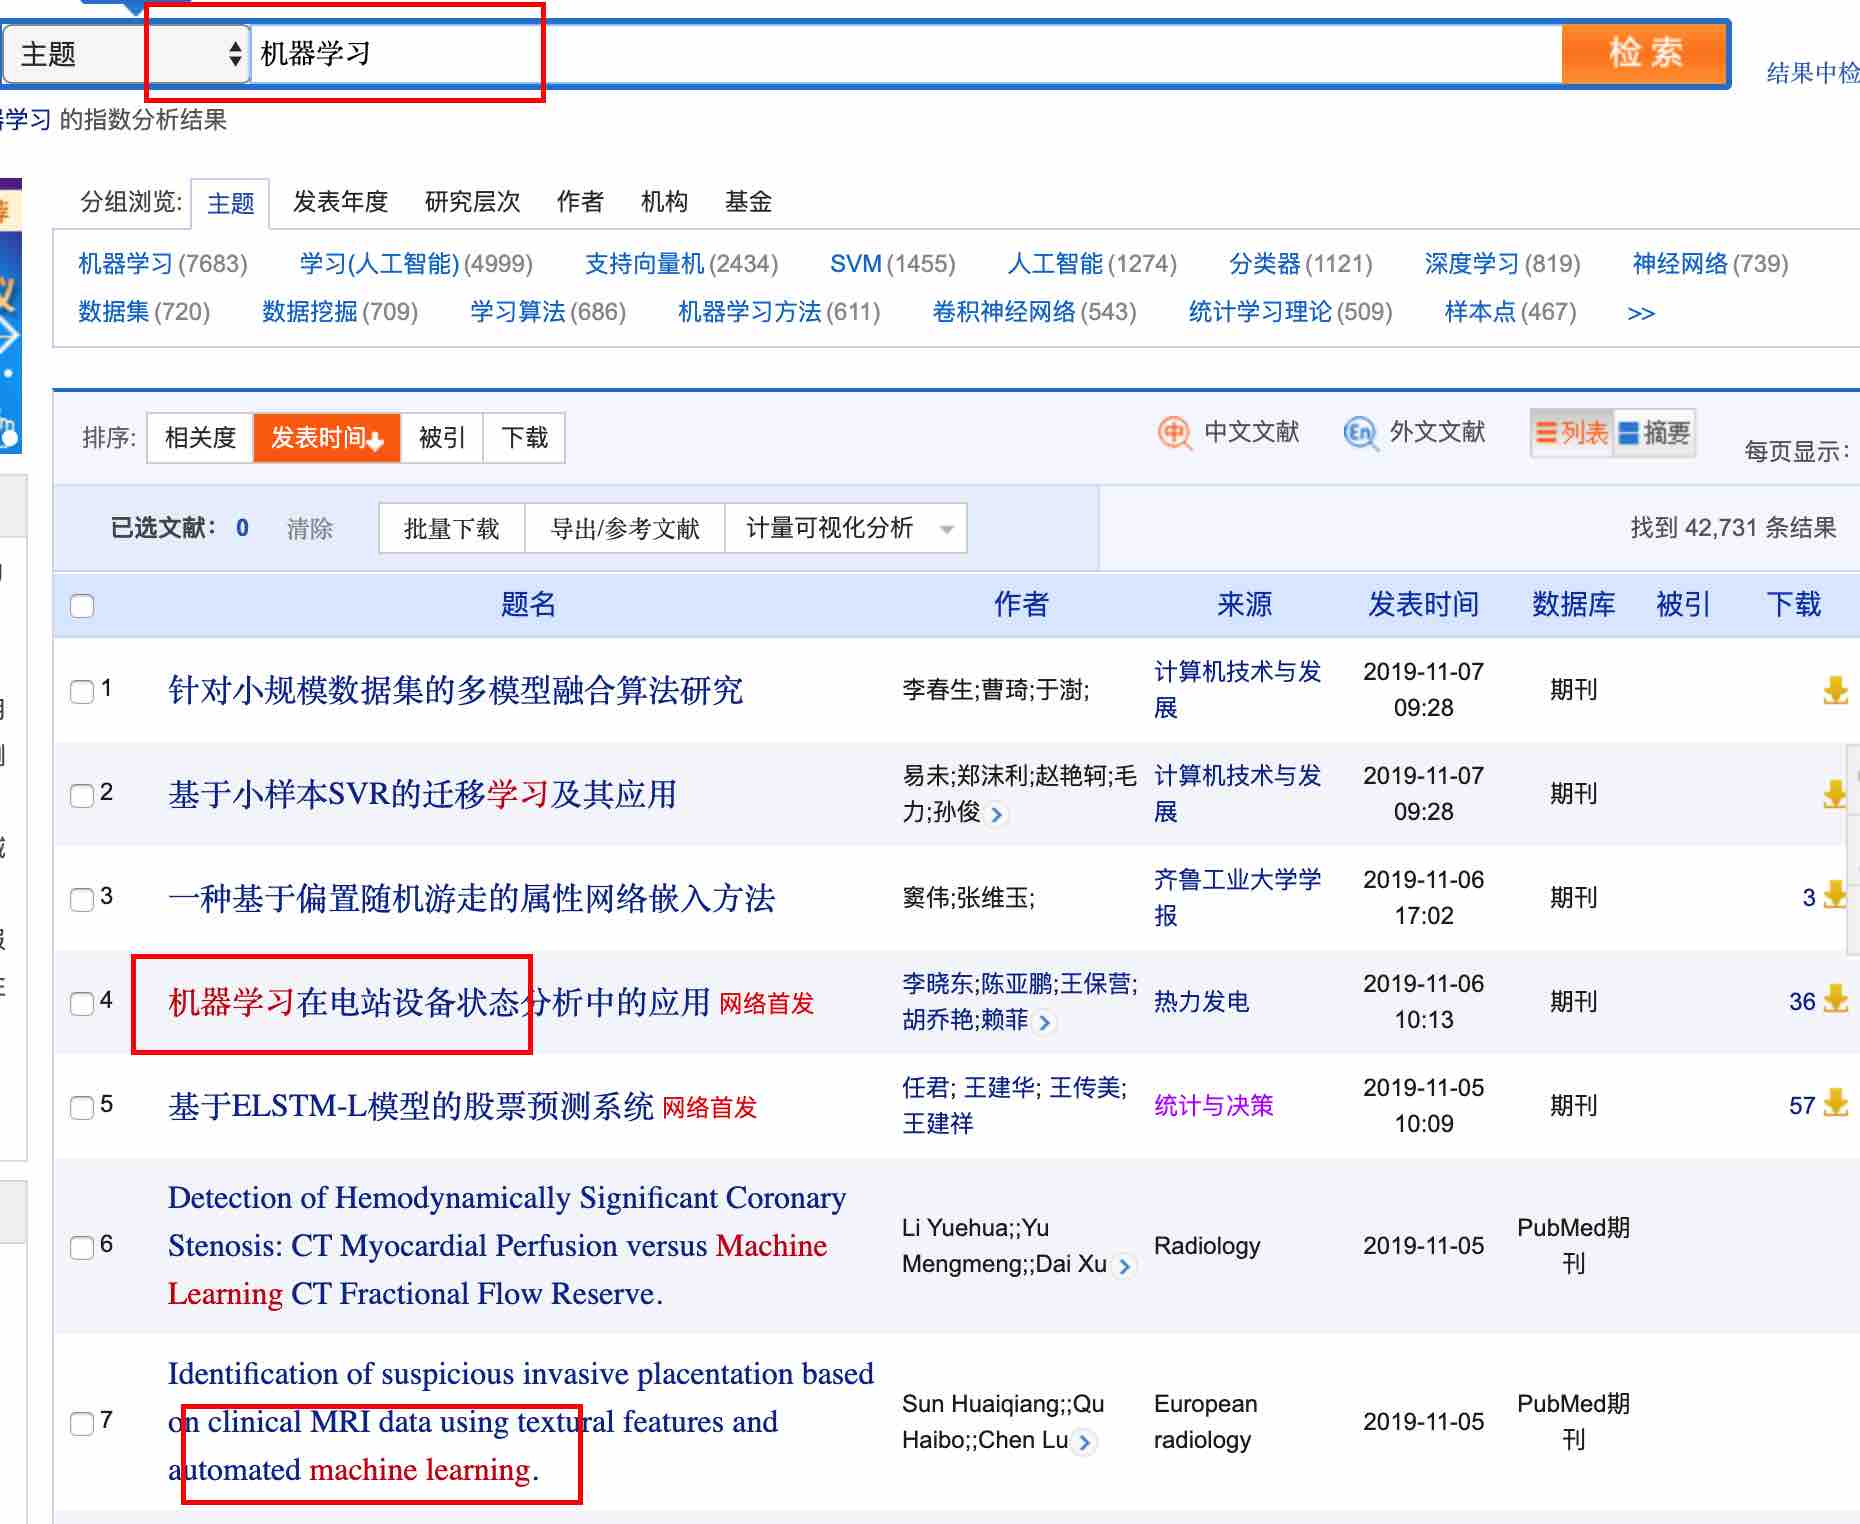 主题 机器学习 检索 结果中检
学习 的指数分析结果
分组浏览: 主题 发表年度 研究层次 作者 机构 基金
机器学习 (7683) 学习(人工智能) (4999) 支持向量机 (2434) SVM (1455) 人工智能 (1274) 分类器 (1121) 深度学习 (819) 神经网络 (739)
数据集 (720) 数据挖掘 (709) 学习算法 (686) 机器学习方法 (611) 卷积神经网络 (543) 统计学习理论 (509) 样本点 (467) >>
排序: 相关度 发表时间 被引 下载 中 中文文献 En 外文文献 列表 摘要 每页显示:
已选文献: 0 清除 批量下载 导出/参考文献 计量可视化分析 找到 42,731 条结果
题名 作者 来源 发表时间 数据库 被引 下载
1 针对小规模数据集的多模型融合算法研究 李春生;曹琦;于澍; 计算机技术与发 2019-11-07 期刊
展 09:28
2 基于小样本SVR的迁移学习及其应用 易未;郑沫利;赵艳轲;毛 计算机技术与发 2019-11-07 期刊
力;孙俊 展 09:28
3 一种基于偏置随机游走的属性网络嵌入方法 窦伟;张维玉; 齐鲁工业大学学 2019-11-06 期刊 3
报 17:02
4 机器学习在电站设备状态分析中的应用 网络首发 李晓东;陈亚鹏;王保营; 热力发电 2019-11-06 期刊 36
胡乔艳;赖菲 10:13
5 基于ELSTM-L模型的股票预测系统 网络首发 任君; 王建华; 王传美; 统计与决策 2019-11-05 期刊 57
王建祥 10:09
Detection of Hemodynamically Significant Coronary
6 Stenosis: CT Myocardial Perfusion versus Machine Li Yuehua;;Yu Radiology 2019-11-05 PubMed期
Learning CT Fractional Flow Reserve. Mengmeng;;Dai Xu 刊
Identification of suspicious invasive placentation based
7 on clinical MRI data using textural features and Sun Huaiqiang;;Qu European 2019-11-05 PubMed期
automated machine learning. Haibo;;Chen Lu radiology 刊